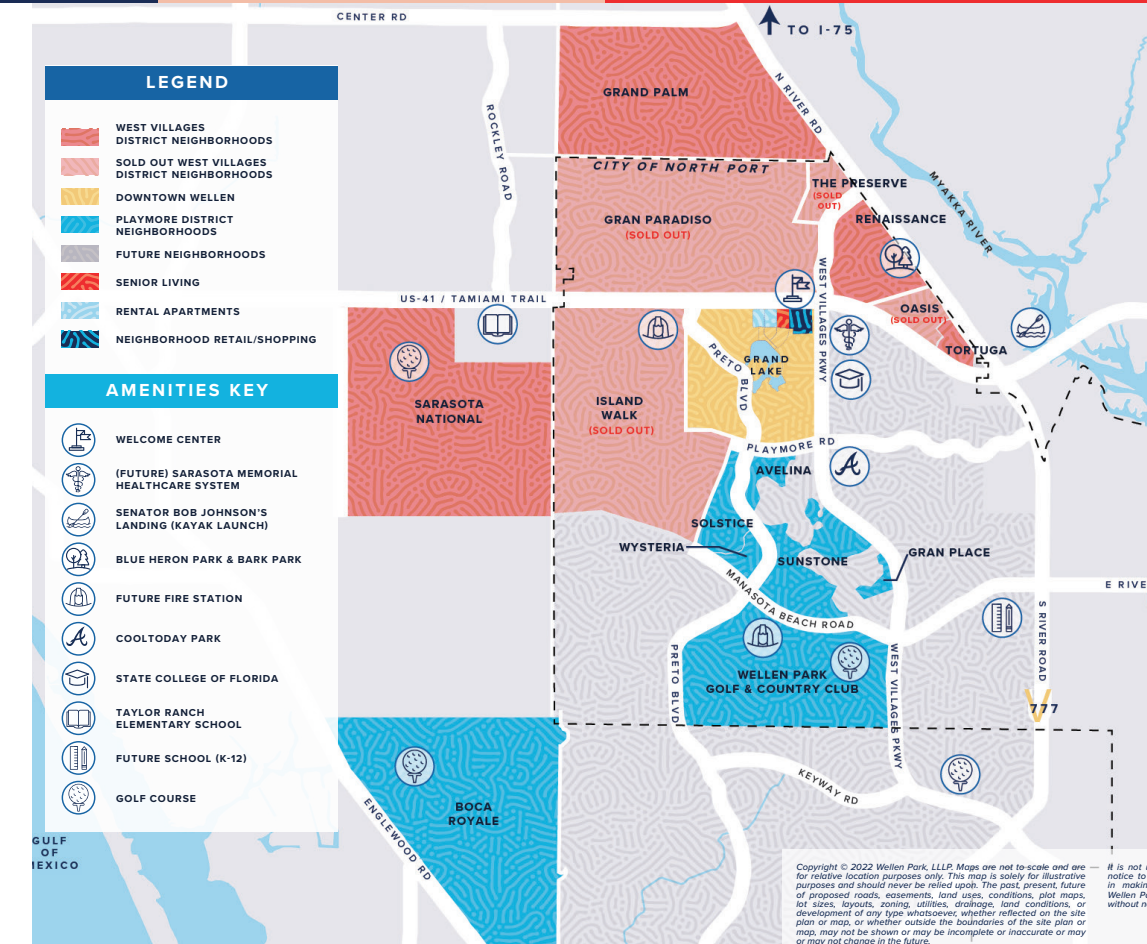 CENTER RD
TO I-75
LEGEND
WEST VILLAGES
DISTRICT NEIGHBORHOODS
SOLD OUT WEST VILLAGES
DISTRICT NEIGHBORHOODS
DOWNTOWN WELLEN
PLAYMORE DISTRICT
NEIGHBORHOODS
FUTURE NEIGHBORHOODS
SENIOR LIVING
RENTAL APARTMENTS
NEIGHBORHOOD RETAIL/SHOPPING
AMENITIES KEY
WELCOME CENTER
(FUTURE) SARASOTA MEMORIAL
HEALTHCARE SYSTEM
SENATOR BOB JOHNSON'S
LANDING (KAYAK LAUNCH)
BLUE HERON PARK & BARK PARK
FUTURE FIRE STATION
COOLTODAY PARK
STATE COLLEGE OF FLORIDA
TAYLOR RANCH
ELEMENTARY SCHOOL
FUTURE SCHOOL (K-12)
GOLF COURSE
GULF
OF
MEXICO
GRAND PALM
N RIVER RD
ROCKLEY ROAD
CITY OF NORTH PORT
THE PRESERVE
(SOLD
OUT)
MYAKKA RIVER
GRAN PARADISO
(SOLD OUT)
RENAISSANCE
WEST VILLAGES PKWY
US-41 / TAMIAMI TRAIL
OASIS
(SOLD OUT)
TORTUGA
PRETO BLVD
GRAND
LAKE
SARASOTA
NATIONAL
ISLAND
WALK
(SOLD OUT)
PLAYMORE RD
A
AVELINA
SOLSTICE
WYSTERIA
SUNSTONE
GRAN PLACE
MANASOTA BEACH ROAD
E RIVE
S RIVER ROAD
PRETO BLVD
WELLEN PARK
GOLF & COUNTRY CLUB
WEST VILLAGES PKWY
777
KEYWAY RD
BOCA
ROYALE
ENGLEWOOD RD
Copyright © 2022 Wellen Park, LLLP. Maps are not to scale and are
for relative location purposes only. This map is solely for illustrative
purposes and should never be relied upon. The past, present, future
of proposed roads, easements, land uses, conditions, plot maps,
lot sizes, layouts, zoning, utilities, drainage, land conditions, or
development of any type whatsoever, whether reflected on the site
plan or map, or whether outside the boundaries of the site plan or
map, may not be shown or may be incomplete or inaccurate or may
or may not change in the future.
It is not
notice to
in makin
Wellen Pa
without n